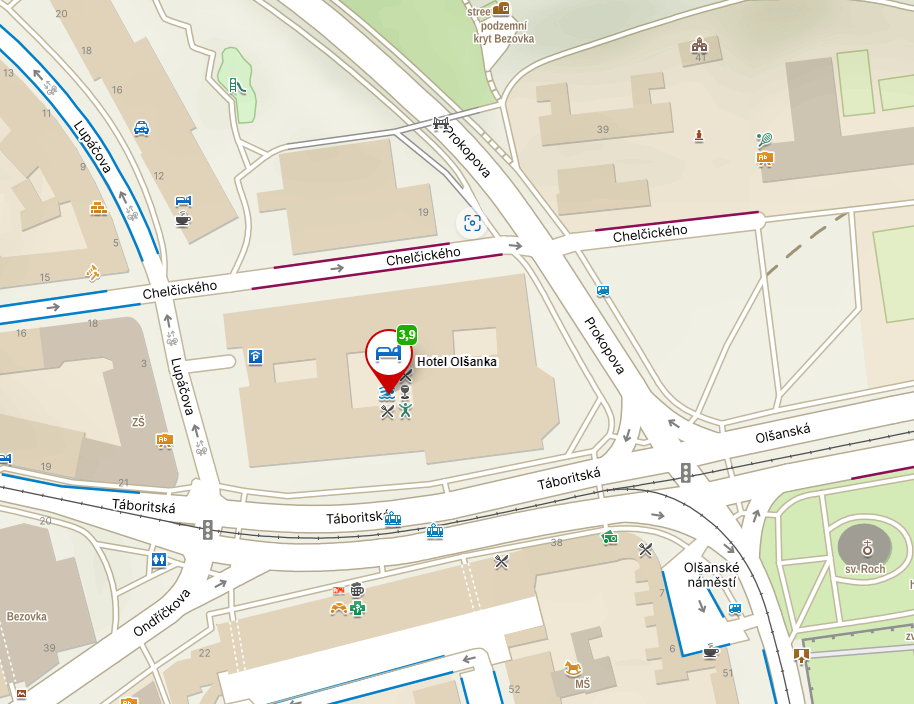 20
stree
podzemní
kryt Bezovka
18
41
13
16
11
Lupáčova
Prokopova
39
9
12
19
5
Chelčického
Chelčického
15
Chelčického
16
18
3,9
Hotel Olšanka
Prokopova
Lupáčova
ZŠ
Olšanská
19
21
Táboritská
Táboritská
Táboritská
20
38
sv. Roch
Olšanské
náměstí
7
Ondříčkova
Bezovka
39
22
6
51
MŠ
52